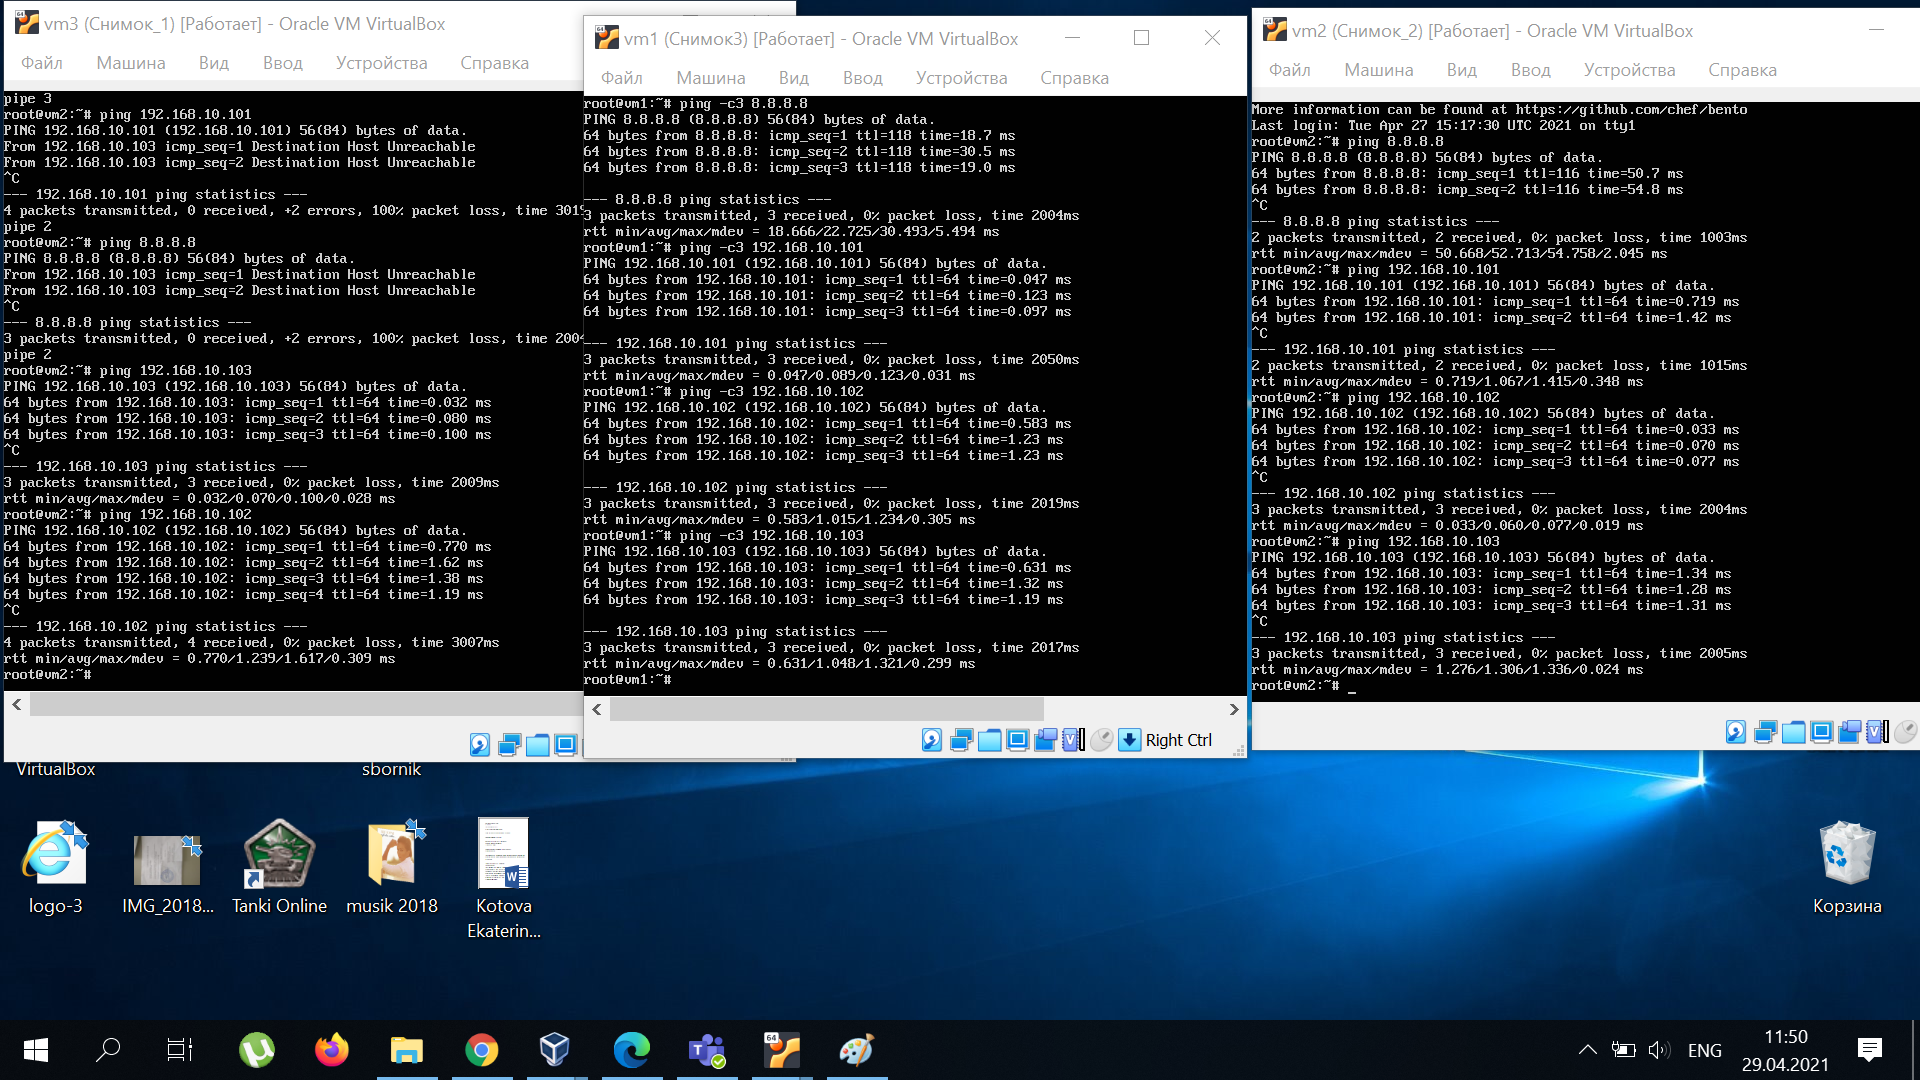 vm3 (Снимок_1) [Работает] - Oracle VM VirtualBox
Файл Машина Вид Ввод Устройства Справка
pipe 3
root@vm2:~# ping 192.168.10.101
PING 192.168.10.101 (192.168.10.101) 56(84) bytes of data.
From 192.168.10.103 icmp_seq=1 Destination Host Unreachable
From 192.168.10.103 icmp_seq=2 Destination Host Unreachable
^C
--- 192.168.10.101 ping statistics ---
4 packets transmitted, 0 received, +2 errors, 100% packet loss, time 3019
pipe 2
root@vm2:~# ping 8.8.8.8
PING 8.8.8.8 (8.8.8.8) 56(84) bytes of data.
From 192.168.10.103 icmp_seq=1 Destination Host Unreachable
From 192.168.10.103 icmp_seq=2 Destination Host Unreachable
^C
--- 8.8.8.8 ping statistics ---
3 packets transmitted, 0 received, +2 errors, 100% packet loss, time 2004
pipe 2
root@vm2:~# ping 192.168.10.103
PING 192.168.10.103 (192.168.10.103) 56(84) bytes of data.
64 bytes from 192.168.10.103: icmp_seq=1 ttl=64 time=0.032 ms
64 bytes from 192.168.10.103: icmp_seq=2 ttl=64 time=0.080 ms
64 bytes from 192.168.10.103: icmp_seq=3 ttl=64 time=0.100 ms
^C
--- 192.168.10.103 ping statistics ---
3 packets transmitted, 3 received, 0% packet loss, time 2009ms
rtt min/avg/max/mdev = 0.032/0.070/0.100/0.028 ms
root@vm2:~# ping 192.168.10.102
PING 192.168.10.102 (192.168.10.102) 56(84) bytes of data.
64 bytes from 192.168.10.102: icmp_seq=1 ttl=64 time=0.770 ms
64 bytes from 192.168.10.102: icmp_seq=2 ttl=64 time=1.62 ms
64 bytes from 192.168.10.102: icmp_seq=3 ttl=64 time=1.38 ms
64 bytes from 192.168.10.102: icmp_seq=4 ttl=64 time=1.19 ms
^C
--- 192.168.10.102 ping statistics ---
4 packets transmitted, 4 received, 0% packet loss, time 3007ms
rtt min/avg/max/mdev = 0.770/1.239/1.617/0.309 ms
root@vm2:~#
vm1 (Снимок3) [Работает] - Oracle VM VirtualBox
Файл Машина Вид Ввод Устройства Справка
root@vm1:~# ping -c3 8.8.8.8
PING 8.8.8.8 (8.8.8.8) 56(84) bytes of data.
64 bytes from 8.8.8.8: icmp_seq=1 ttl=118 time=18.7 ms
64 bytes from 8.8.8.8: icmp_seq=2 ttl=118 time=30.5 ms
64 bytes from 8.8.8.8: icmp_seq=3 ttl=118 time=19.0 ms
--- 8.8.8.8 ping statistics ---
3 packets transmitted, 3 received, 0% packet loss, time 2004ms
rtt min/avg/max/mdev = 18.666/22.725/30.493/5.494 ms
root@vm1:~# ping -c3 192.168.10.101
PING 192.168.10.101 (192.168.10.101) 56(84) bytes of data.
64 bytes from 192.168.10.101: icmp_seq=1 ttl=64 time=0.047 ms
64 bytes from 192.168.10.101: icmp_seq=2 ttl=64 time=0.123 ms
64 bytes from 192.168.10.101: icmp_seq=3 ttl=64 time=0.097 ms
--- 192.168.10.101 ping statistics ---
3 packets transmitted, 3 received, 0% packet loss, time 2050ms
rtt min/avg/max/mdev = 0.047/0.089/0.123/0.031 ms
root@vm1:~# ping -c3 192.168.10.102
PING 192.168.10.102 (192.168.10.102) 56(84) bytes of data.
64 bytes from 192.168.10.102: icmp_seq=1 ttl=64 time=0.583 ms
64 bytes from 192.168.10.102: icmp_seq=2 ttl=64 time=1.23 ms
64 bytes from 192.168.10.102: icmp_seq=3 ttl=64 time=1.23 ms
--- 192.168.10.102 ping statistics ---
3 packets transmitted, 3 received, 0% packet loss, time 2019ms
rtt min/avg/max/mdev = 0.583/1.015/1.234/0.305 ms
root@vm1:~# ping -c3 192.168.10.103
PING 192.168.10.103 (192.168.10.103) 56(84) bytes of data.
64 bytes from 192.168.10.103: icmp_seq=1 ttl=64 time=0.631 ms
64 bytes from 192.168.10.103: icmp_seq=2 ttl=64 time=1.32 ms
64 bytes from 192.168.10.103: icmp_seq=3 ttl=64 time=1.19 ms
--- 192.168.10.103 ping statistics ---
3 packets transmitted, 3 received, 0% packet loss, time 2017ms
rtt min/avg/max/mdev = 0.631/1.048/1.321/0.299 ms
root@vm1:~#
Right Ctrl
vm2 (Снимок_2) [Работает] - Oracle VM VirtualBox
Файл Машина Вид Ввод Устройства Справка
More information can be found at https://github.com/chef/bento
Last login: Tue Apr 27 15:17:30 UTC 2021 on tty1
root@vm2:~# ping 8.8.8.8
PING 8.8.8.8 (8.8.8.8) 56(84) bytes of data.
64 bytes from 8.8.8.8: icmp_seq=1 ttl=116 time=50.7 ms
64 bytes from 8.8.8.8: icmp_seq=2 ttl=116 time=54.8 ms
^C
--- 8.8.8.8 ping statistics ---
2 packets transmitted, 2 received, 0% packet loss, time 1003ms
rtt min/avg/max/mdev = 50.668/52.713/54.758/2.045 ms
root@vm2:~# ping 192.168.10.101
PING 192.168.10.101 (192.168.10.101) 56(84) bytes of data.
64 bytes from 192.168.10.101: icmp_seq=1 ttl=64 time=0.719 ms
64 bytes from 192.168.10.101: icmp_seq=2 ttl=64 time=1.42 ms
^C
--- 192.168.10.101 ping statistics ---
2 packets transmitted, 2 received, 0% packet loss, time 1015ms
rtt min/avg/max/mdev = 0.719/1.067/1.415/0.348 ms
root@vm2:~# ping 192.168.10.102
PING 192.168.10.102 (192.168.10.102) 56(84) bytes of data.
64 bytes from 192.168.10.102: icmp_seq=1 ttl=64 time=0.033 ms
64 bytes from 192.168.10.102: icmp_seq=2 ttl=64 time=0.070 ms
64 bytes from 192.168.10.102: icmp_seq=3 ttl=64 time=0.077 ms
^C
--- 192.168.10.102 ping statistics ---
3 packets transmitted, 3 received, 0% packet loss, time 2004ms
rtt min/avg/max/mdev = 0.033/0.060/0.077/0.019 ms
root@vm2:~# ping 192.168.10.103
PING 192.168.10.103 (192.168.10.103) 56(84) bytes of data.
64 bytes from 192.168.10.103: icmp_seq=1 ttl=64 time=1.34 ms
64 bytes from 192.168.10.103: icmp_seq=2 ttl=64 time=1.28 ms
64 bytes from 192.168.10.103: icmp_seq=3 ttl=64 time=1.31 ms
^C
--- 192.168.10.103 ping statistics ---
3 packets transmitted, 3 received, 0% packet loss, time 2005ms
rtt min/avg/max/mdev = 1.276/1.306/1.336/0.024 ms
root@vm2:~# _
VirtualBox
sbornik
logo-3
IMG_2018...
Tanki Online
musik 2018
Kotova
Ekaterin...
Корзина
ENG
11:50
29.04.2021